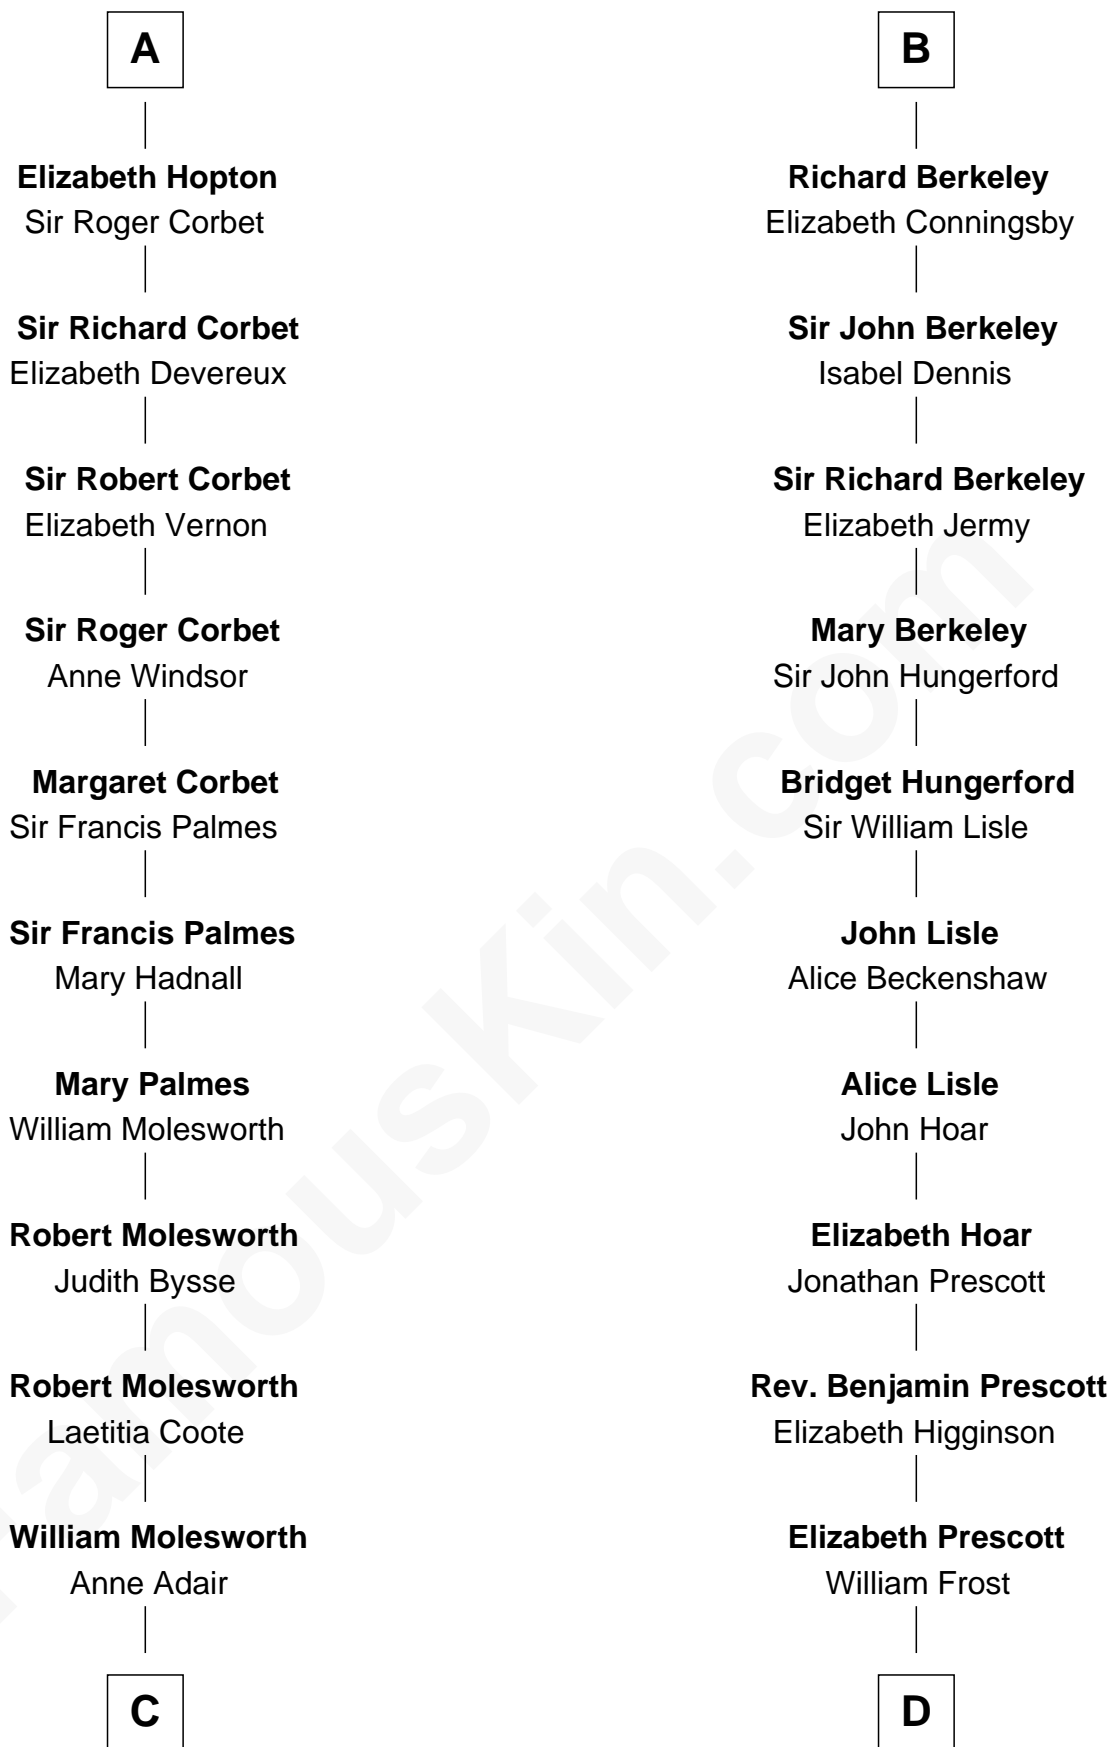 A
Elizabeth Hopton
Sir Roger Corbet
Sir Richard Corbet
Elizabeth Devereux
Sir Robert Corbet
Elizabeth Vernon
Sir Roger Corbet
Anne Windsor
Margaret Corbet
Sir Francis Palmes
Sir Francis Palmes
Mary Hadnall
Mary Palmes
William Molesworth
Robert Molesworth
Judith Bysse
Robert Molesworth
Laetitia Coote
William Molesworth
Anne Adair
C
B
Richard Berkeley
Elizabeth Conningsby
Sir John Berkeley
Isabel Dennis
Sir Richard Berkeley
Elizabeth Jermy
Mary Berkeley
Sir John Hungerford
Bridget Hungerford
Sir William Lisle
John Lisle
Alice Beckenshaw
Alice Lisle
John Hoar
Elizabeth Hoar
Jonathan Prescott
Rev. Benjamin Prescott
Elizabeth Higginson
Elizabeth Prescott
William Frost
D
FamousKin.com